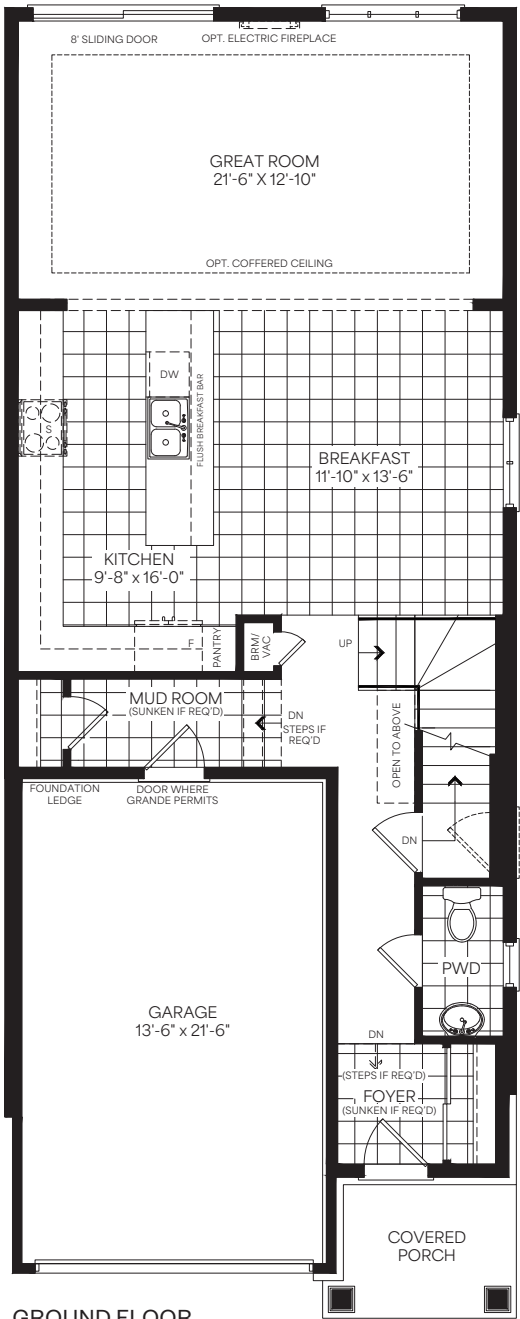 8' SLIDING DOOR
OPT. ELECTRIC FIREPLACE
GREAT ROOM
21'-6" X 12'-10"
OPT. COFFERED CEILING
DW
FLUSH BREAKFAST BAR
S
BREAKFAST
11'-10" x 13'-6"
KITCHEN
9'-8" x 16'-0"
F
PANTRY
BRM/
VAC
UP
MUD ROOM
(SUNKEN IF REQ'D)
DN
STEPS IF
REQ'D
OPEN TO ABOVE
FOUNDATION
LEDGE
DOOR WHERE
GRANDE PERMITS
DN
PWD
GARAGE
13'-6" x 21'-6"
DN
(STEPS IF REQ'D)
FOYER
(SUNKEN IF REQ'D)
COVERED
PORCH
GROUND FLOOR